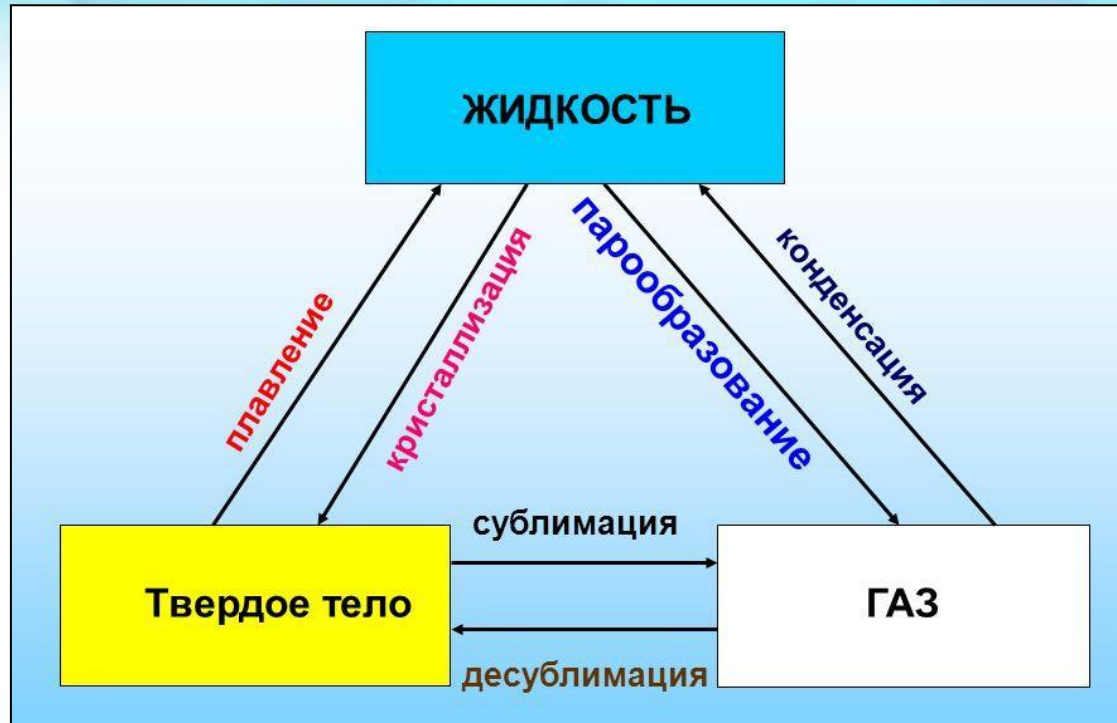 ЖИДКОСТЬ
плавление
кристаллизация
парообразование
конденсация
сублимация
Твердое тело
ГАЗ
десублимация